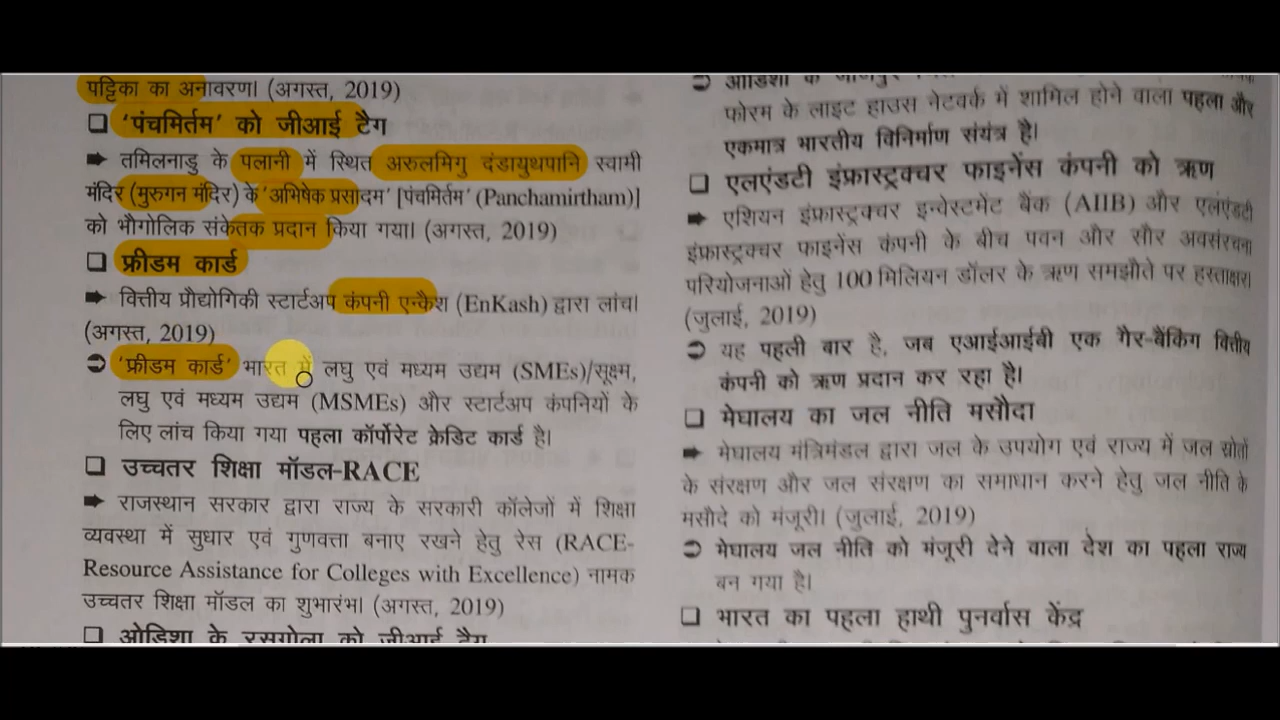 पट्टिका का अनावरण। (अगस्त, 2019)
❑ 'पंचमिर्तम' को जीआई टैग
➡ तमिलनाडु के पलानी में स्थित अरुलमिगु दंडायुथपानि स्वामी
मंदिर (मुरुगन मंदिर) के 'अभिषेक प्रसादम' [पंचमिर्तम' (Panchamirtham)]
को भौगोलिक संकेतक प्रदान किया गया। (अगस्त, 2019)
❑ फ्रीडम कार्ड
➡ वित्तीय प्रौद्योगिकी स्टार्टअप कंपनी एन्कैश (EnKash) द्वारा लांच।
(अगस्त, 2019)
➲ 'फ्रीडम कार्ड' भारत में लघु एवं मध्यम उद्यम (SMEs)/सूक्ष्म,
लघु एवं मध्यम उद्यम (MSMEs) और स्टार्टअप कंपनियों के
लिए लांच किया गया पहला कॉर्पोरेट क्रेडिट कार्ड है।
❑ उच्चतर शिक्षा मॉडल-RACE
➡ राजस्थान सरकार द्वारा राज्य के सरकारी कॉलेजों में शिक्षा
व्यवस्था में सुधार एवं गुणवत्ता बनाए रखने हेतु रेस (RACE-
Resource Assistance for Colleges with Excellence) नामक
उच्चतर शिक्षा मॉडल का शुभारंभ। (अगस्त, 2019)
❑ ओडिशा के रसगोला को जीआई टैग
➲ ओडिशा के
फोरम के लाइट हाउस नेटवर्क में शामिल होने वाला पहला और
एकमात्र भारतीय विनिर्माण संयंत्र है।
❑ एलएंडटी इंफ्रास्ट्रक्चर फाइनेंस कंपनी को ऋण
➡ एशियन इंफ्रास्ट्रक्चर इन्वेस्टमेंट बैंक (AIIB) और एलएंडटी
इंफ्रास्ट्रक्चर फाइनेंस कंपनी के बीच पवन और सौर अवसंरचना
परियोजनाओं हेतु 100 मिलियन डॉलर के ऋण समझौते पर हस्ताक्षर।
(जुलाई, 2019)
➲ यह पहली बार है, जब एआईआईबी एक गैर-बैंकिंग वित्तीय
कंपनी को ऋण प्रदान कर रहा है।
❑ मेघालय का जल नीति मसौदा
➡ मेघालय मंत्रिमंडल द्वारा जल के उपयोग एवं राज्य में जल स्रोतों
के संरक्षण और जल संरक्षण का समाधान करने हेतु जल नीति के
मसौदे को मंजूरी। (जुलाई, 2019)
➲ मेघालय जल नीति को मंजूरी देने वाला देश का पहला राज्य
बन गया है।
❑ भारत का पहला हाथी पुनर्वास केंद्र